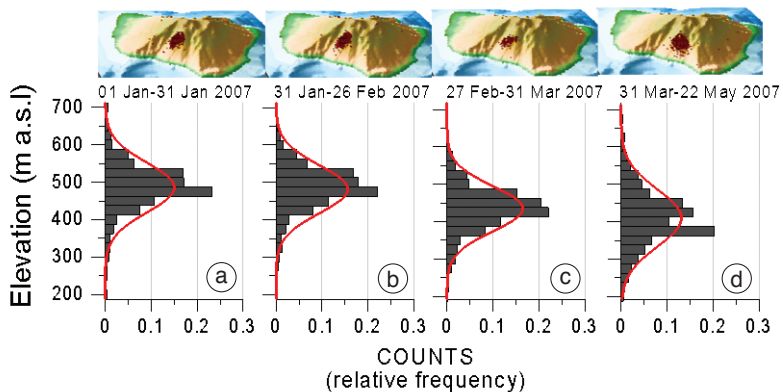 01 Jan-31 Jan 2007
31 Jan-26 Feb 2007
27 Feb-31 Mar 2007
31 Mar-22 May 2007
Elevation (m a.s.l)
700
600
500
400
300
200
a
b
c
d
0 0.1 0.2 0.3
0 0.1 0.2 0.3
0 0.1 0.2 0.3
0 0.1 0.2 0.3
COUNTS
(relative frequency)